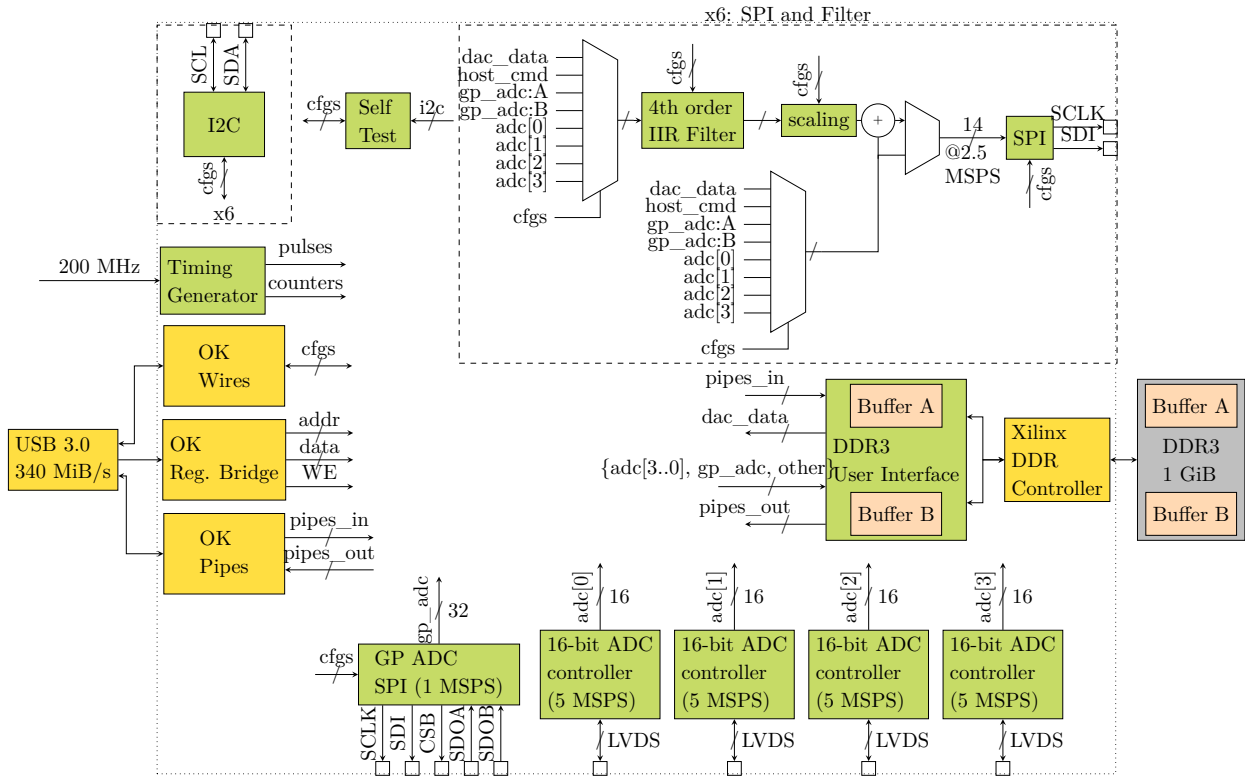 x6: SPI and Filter
SCL
SDA
I2C
cfgs
x6
cfgs
Self
Test
i2c
dac_data
host_cmd
gp_adc:A
gp_adc:B
adc[0]
adc[1]
adc[2]
adc[3]
cfgs
cfgs
4th order
IIR Filter
cfgs
scaling
+
14
@2.5
MSPS
SPI
cfgs
SCLK
SDI
dac_data
host_cmd
gp_adc:A
gp_adc:B
adc[0]
adc[1]
adc[2]
adc[3]
cfgs
200 MHz
Timing
Generator
pulses
counters
OK
Wires
cfgs
USB 3.0
340 MiB/s
OK
Reg. Bridge
addr
data
WE
OK
Pipes
pipes_in
pipes_out
pipes_in
dac_data
{adc[3..0], gp_adc, other}
pipes_out
Buffer A
DDR3
User Interface
Buffer B
Xilinx
DDR
Controller
Buffer A
DDR3
1 GiB
Buffer B
gp_adc
32
cfgs
GP ADC
SPI (1 MSPS)
SCLK
SDI
CSB
SDOA
SDOB
adc[0]
16
16-bit ADC
controller
(5 MSPS)
LVDS
adc[1]
16
16-bit ADC
controller
(5 MSPS)
LVDS
adc[2]
16
16-bit ADC
controller
(5 MSPS)
LVDS
adc[3]
16
16-bit ADC
controller
(5 MSPS)
LVDS